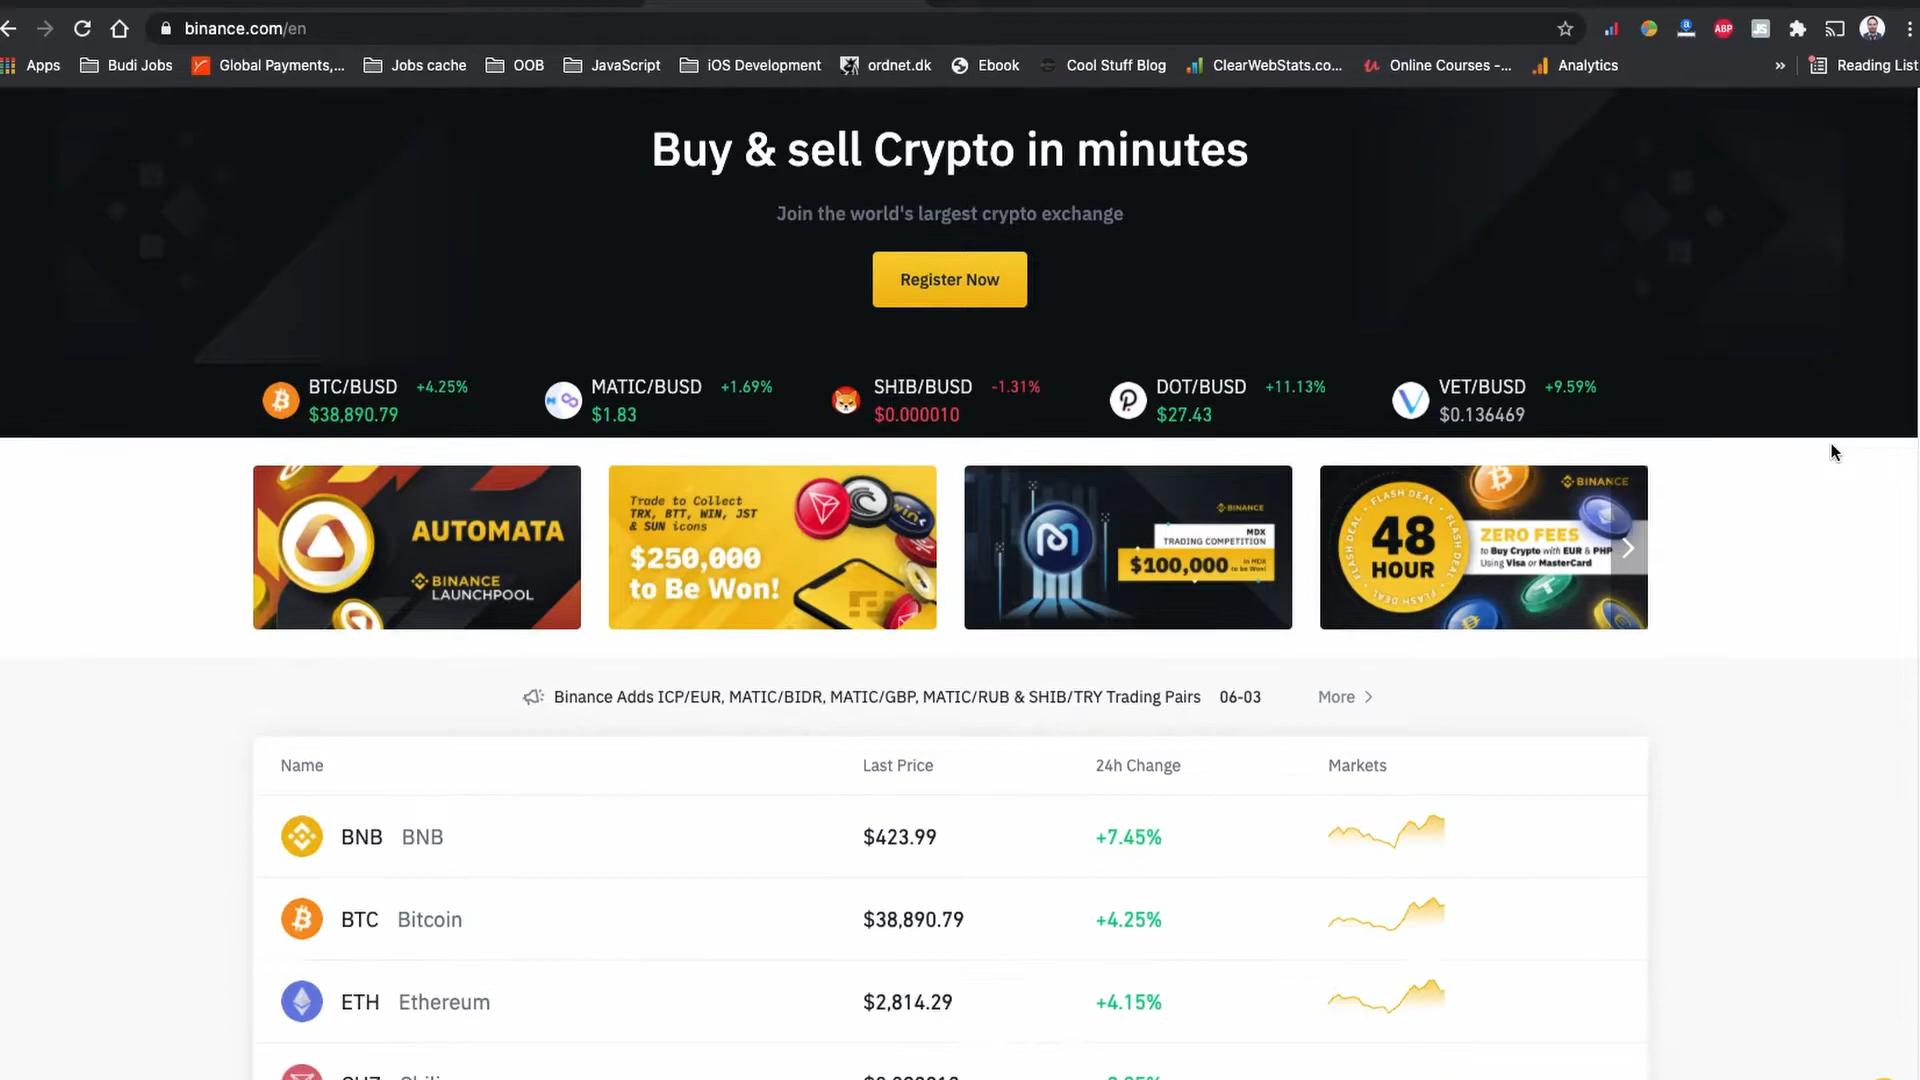 binance.com/en
ABP
JS
Apps
Budi Jobs
Global Payments,...
Jobs cache
OOB
JavaScript
iOS Development
ordnet.dk
Ebook
Cool Stuff Blog
ClearWebStats.co...
Online Courses -...
Analytics
»
Reading List
Buy & sell Crypto in minutes
Join the world's largest crypto exchange
Register Now
BTC/BUSD +4.25%
$38,890.79
MATIC/BUSD +1.69%
$1.83
SHIB/BUSD -1.31%
$0.000010
DOT/BUSD +11.13%
$27.43
VET/BUSD +9.59%
$0.136469
AUTOMATA
BINANCE
LAUNCHPOOL
Trade to Collect
TRX, BTT, WIN, JST
& SUN icons
$250,000
to Be Won!
BINANCE
MDX
TRADING COMPETITION
$100,000 in MDX
to be Won!
FLASH DEAL
48
HOUR
BINANCE
ZERO FEES
to Buy Crypto with EUR & PHP
Using Visa or MasterCard
Binance Adds ICP/EUR, MATIC/BIDR, MATIC/GBP, MATIC/RUB & SHIB/TRY Trading Pairs 06-03 More
Name Last Price 24h Change Markets
BNB BNB $423.99 +7.45%
BTC Bitcoin $38,890.79 +4.25%
ETH Ethereum $2,814.29 +4.15%